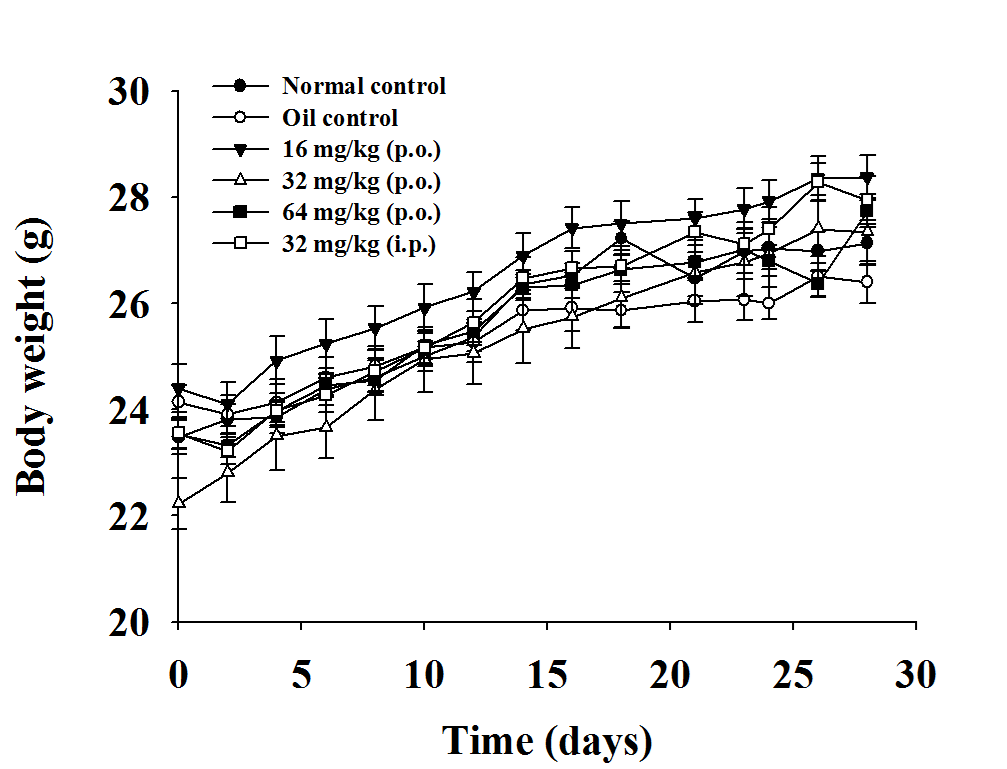 30
28
26
24
22
20
Body weight (g)
Normal control
Oil control
16 mg/kg (p.o.)
32 mg/kg (p.o.)
64 mg/kg (p.o.)
32 mg/kg (i.p.)
0 5 10 15 20 25 30
Time (days)